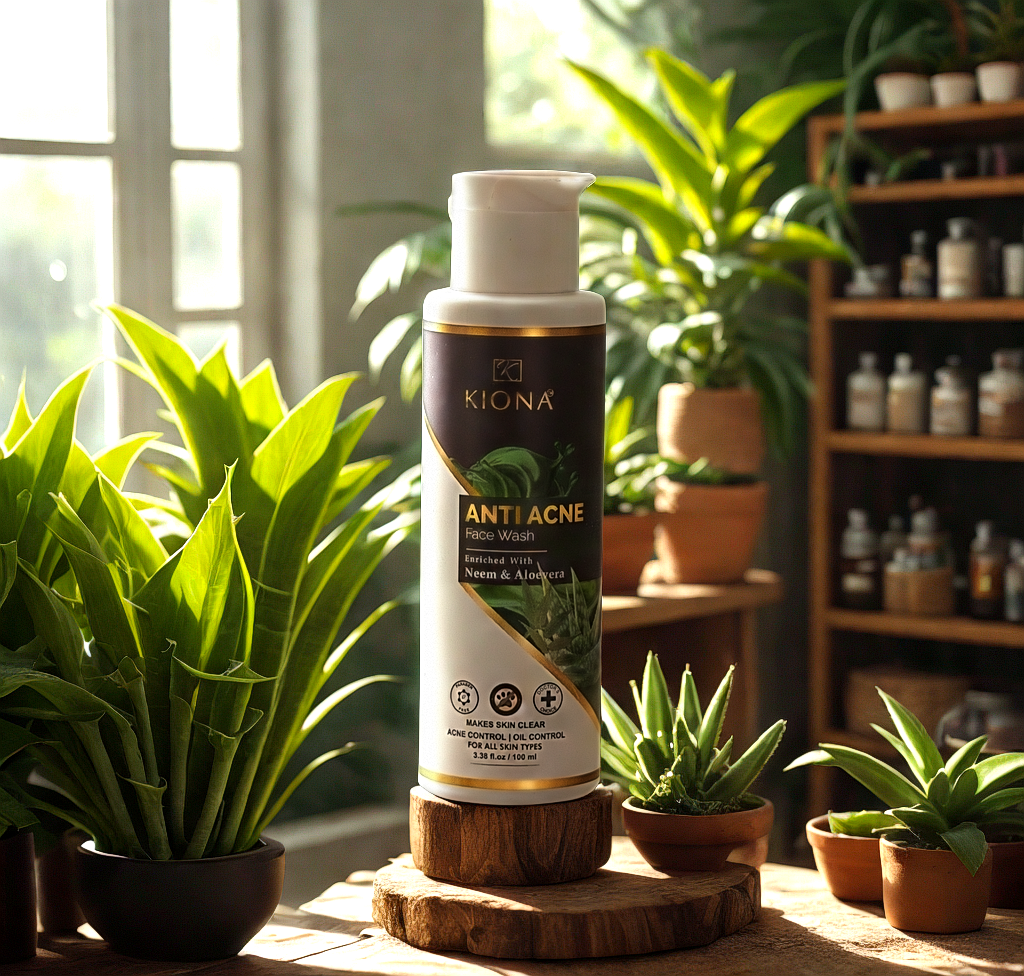 KIONA
ANTI ACNE
Face Wash
Enriched With
Neem & Aloevera
MAKES SKIN CLEAR
ACNE CONTROL | OIL CONTROL
FOR ALL SKIN TYPES
3.38 fl.oz / 100 ml